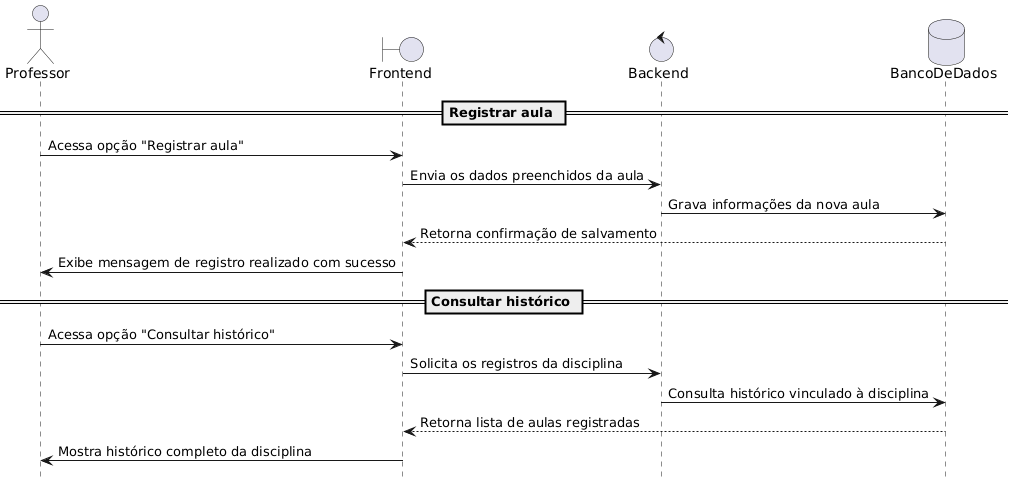 Professor
Frontend
Backend
BancoDeDados
Registrar aula
Acessa opção "Registrar aula"
Envia os dados preenchidos da aula
Grava informações da nova aula
Retorna confirmação de salvamento
Exibe mensagem de registro realizado com sucesso
Consultar histórico
Acessa opção "Consultar histórico"
Solicita os registros da disciplina
Consulta histórico vinculado à disciplina
Retorna lista de aulas registradas
Mostra histórico completo da disciplina